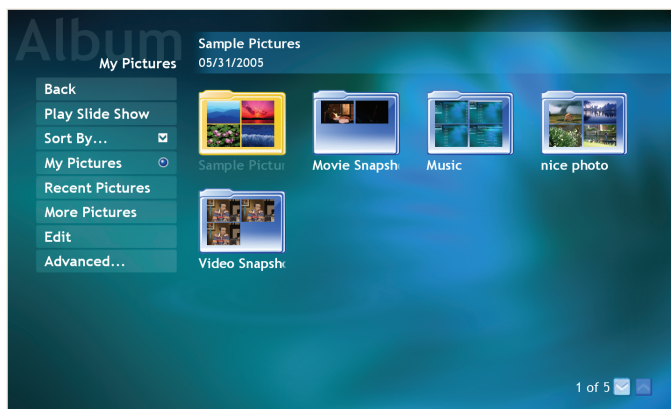 Album
My Pictures
Sample Pictures
05/31/2005
Back
Play Slide Show
Sort By...
My Pictures
Recent Pictures
More Pictures
Edit
Advanced...
Sample Pictu
Movie Snapsh
Music
nice photo
Video Snapsh
1 of 5